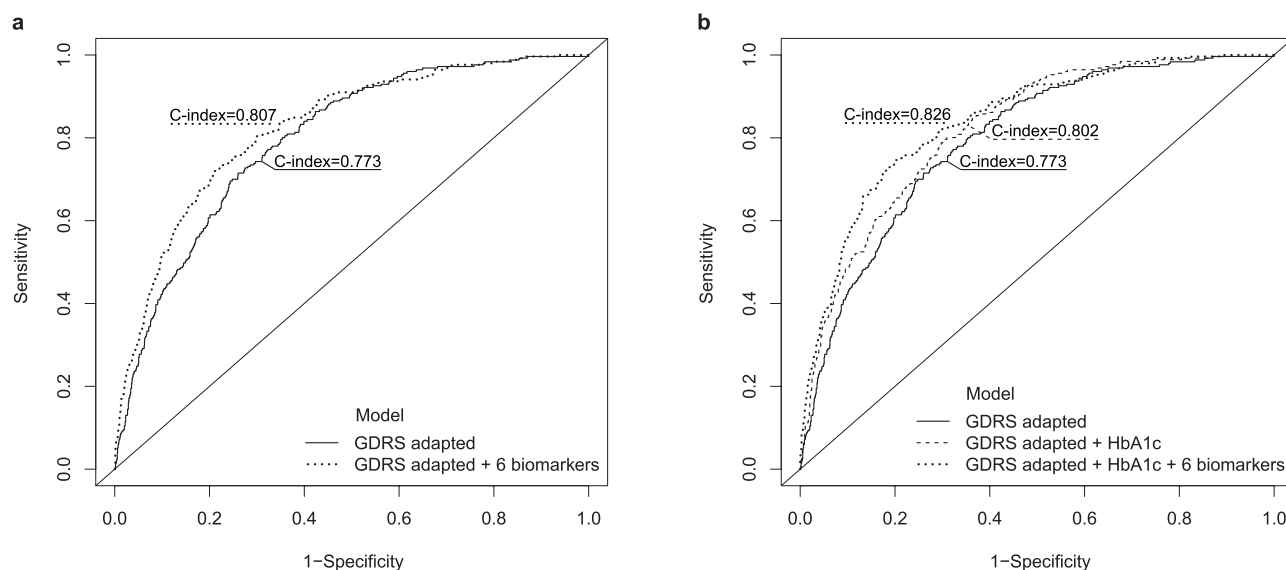 a
1.0
0.8
0.6
0.4
0.2
0.0
Sensitivity
C-index=0.807
C-index=0.773
Model
GDRS adapted
GDRS adapted + 6 biomarkers
0.0 0.2 0.4 0.6 0.8 1.0
1−Specificity
b
1.0
0.8
0.6
0.4
0.2
0.0
Sensitivity
C-index=0.826
C-index=0.802
C-index=0.773
Model
GDRS adapted
GDRS adapted + HbA1c
GDRS adapted + HbA1c + 6 biomarkers
0.0 0.2 0.4 0.6 0.8 1.0
1−Specificity